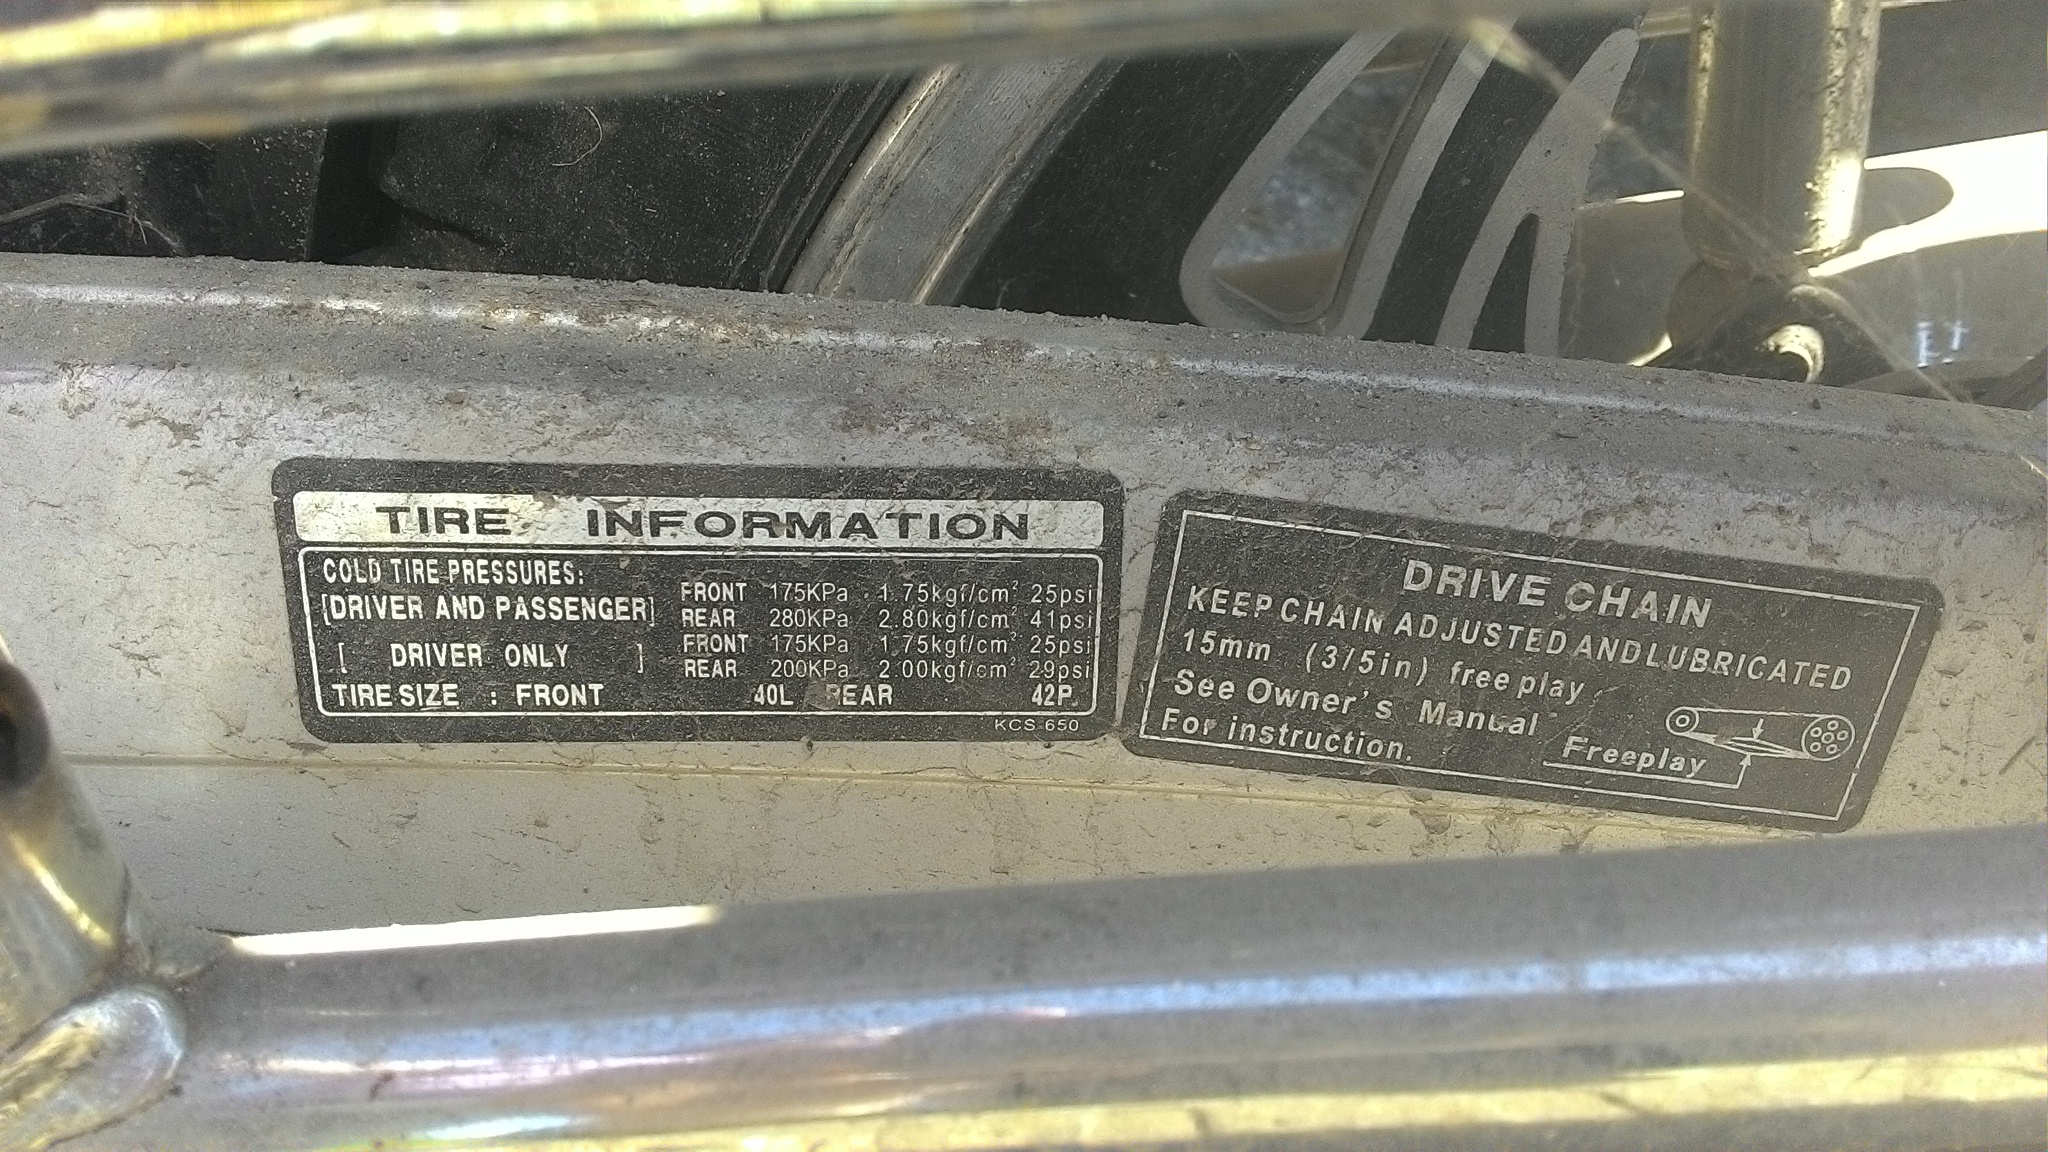 TIRE INFORMATION
COLD TIRE PRESSURES:
[DRIVER AND PASSENGER] FRONT 175KPa 1.75kgf/cm² 25psi
REAR 280KPa 2.80kgf/cm² 41psi
[ DRIVER ONLY ] FRONT 175KPa 1.75kgf/cm² 25psi
REAR 200KPa 2.00kgf/cm² 29psi
TIRE SIZE : FRONT 40L REAR 42P
KCS-650
DRIVE CHAIN
KEEP CHAIN ADJUSTED AND LUBRICATED
15mm (3/5in) free play
See Owner's Manual
For instruction.
Freeplay